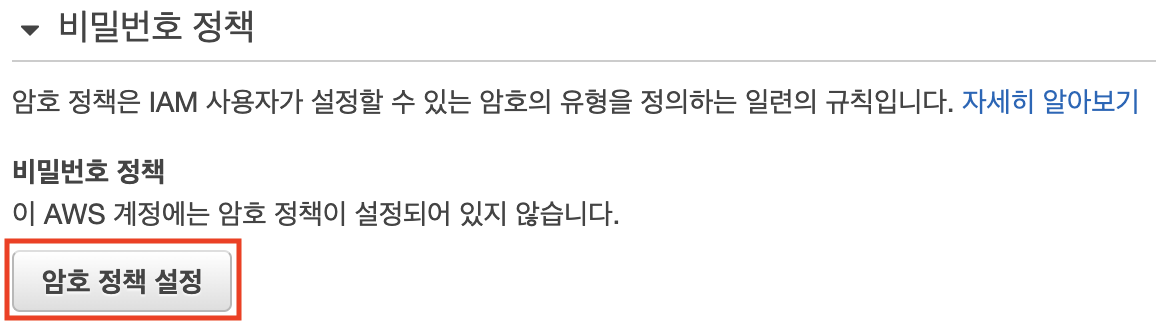 비밀번호 정책
암호 정책은 IAM 사용자가 설정할 수 있는 암호의 유형을 정의하는 일련의 규칙입니다. 자세히 알아보기
비밀번호 정책
이 AWS 계정에는 암호 정책이 설정되어 있지 않습니다.
암호 정책 설정